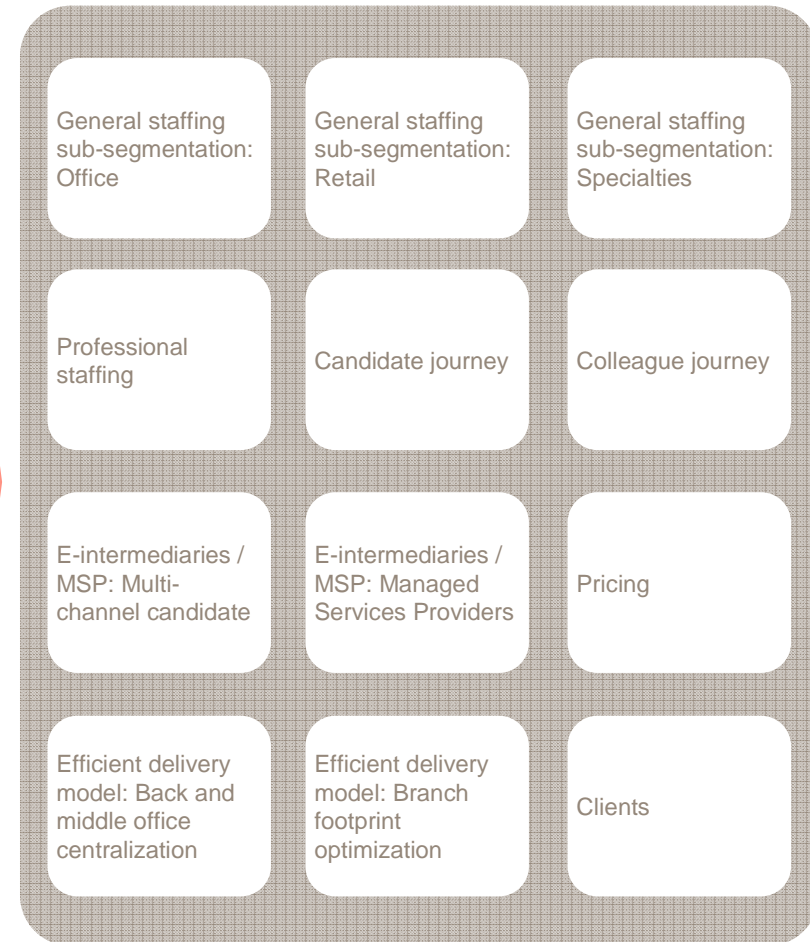 General staffing
sub-segmentation:
Office
General staffing
sub-segmentation:
Retail
General staffing
sub-segmentation:
Specialties
Professional
staffing
Candidate journey
Colleague journey
E-intermediaries /
MSP: Multi-
channel candidate
E-intermediaries /
MSP: Managed
Services Providers
Pricing
Efficient delivery
model: Back and
middle office
centralization
Efficient delivery
model: Branch
footprint
optimization
Clients